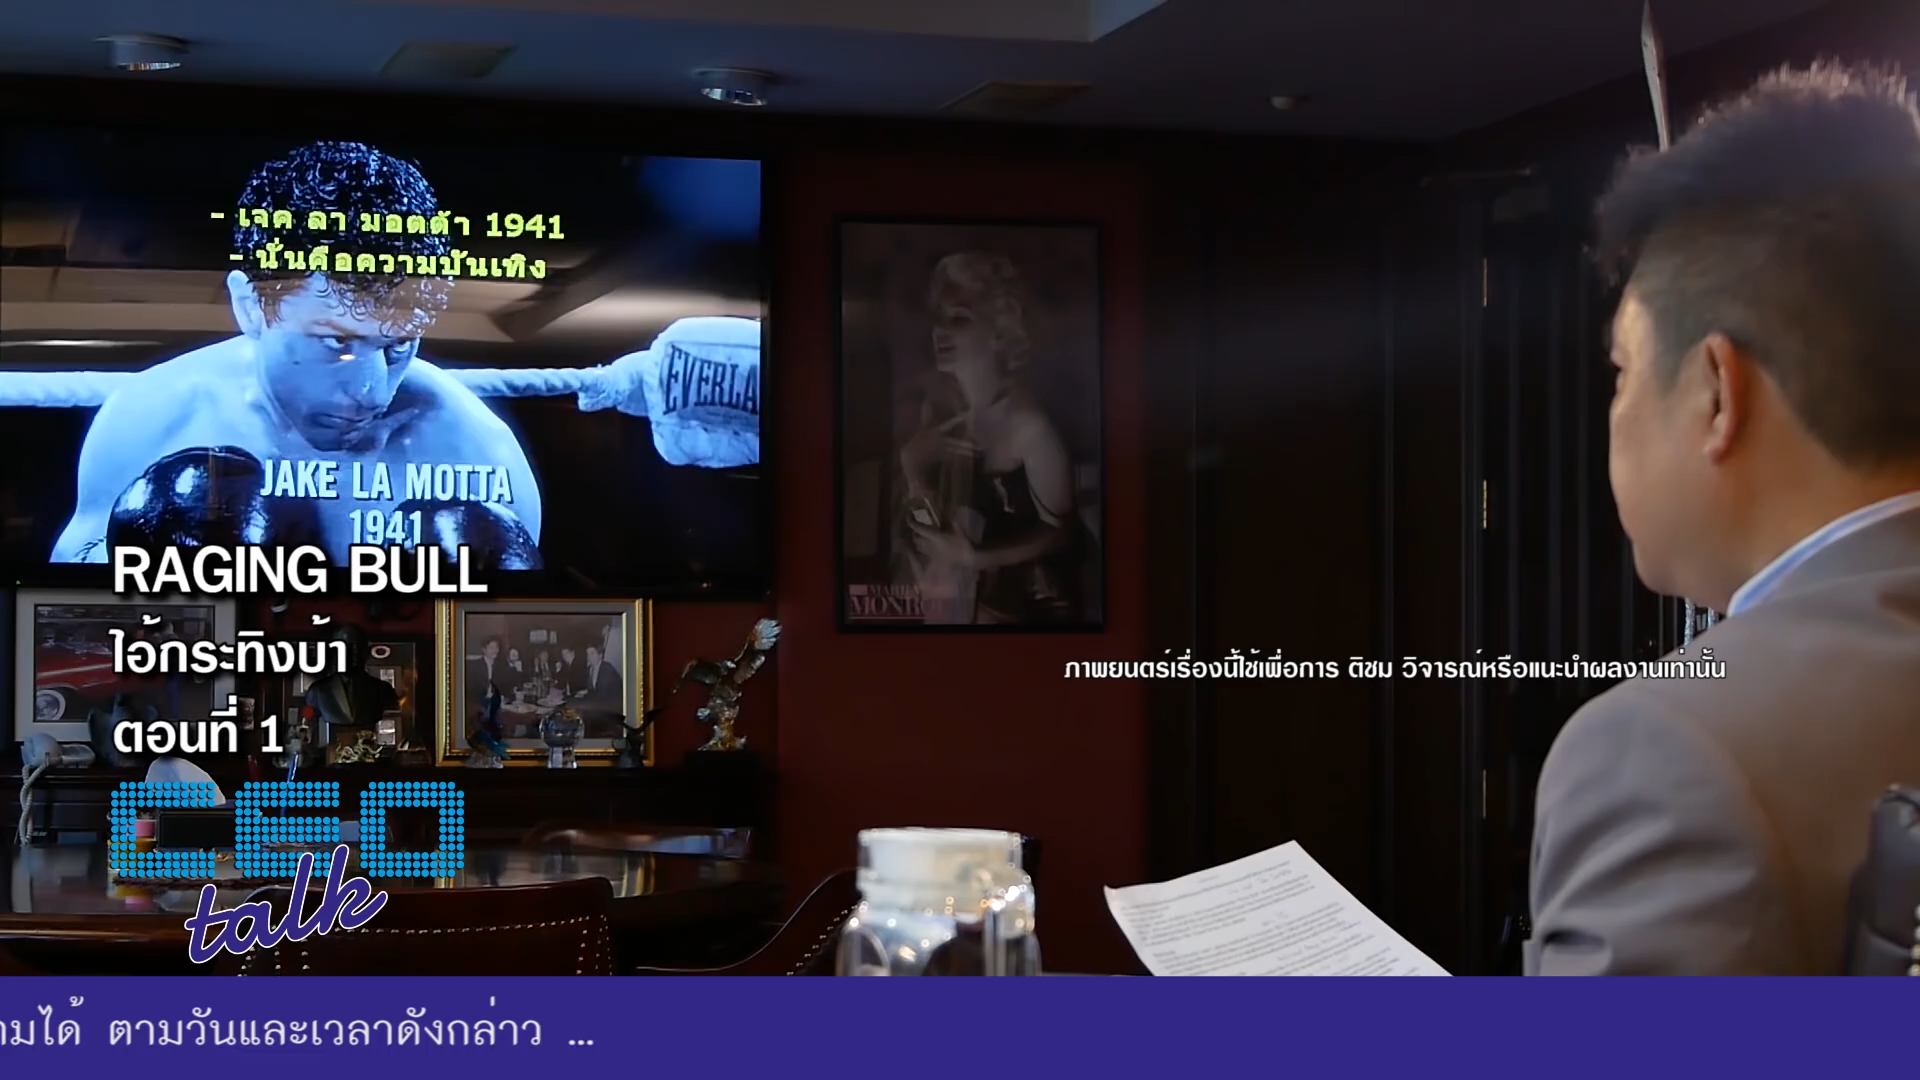 - เจค ลา มอตต้า 1941
- นั่นคือความบันเทิง
EVERLA
JAKE LA MOTTA
1941
MONRO
RAGING BULL
ไอ้กระทิงบ้า
ตอนที่ 1
ภาพยนตร์เรื่องนี้ใช้เพื่อการ ติชม วิจารณ์หรือแนะนำผลงานเท่านั้น
CEO
talk
ามได้ ตามวันและเวลาดังกล่าว ...